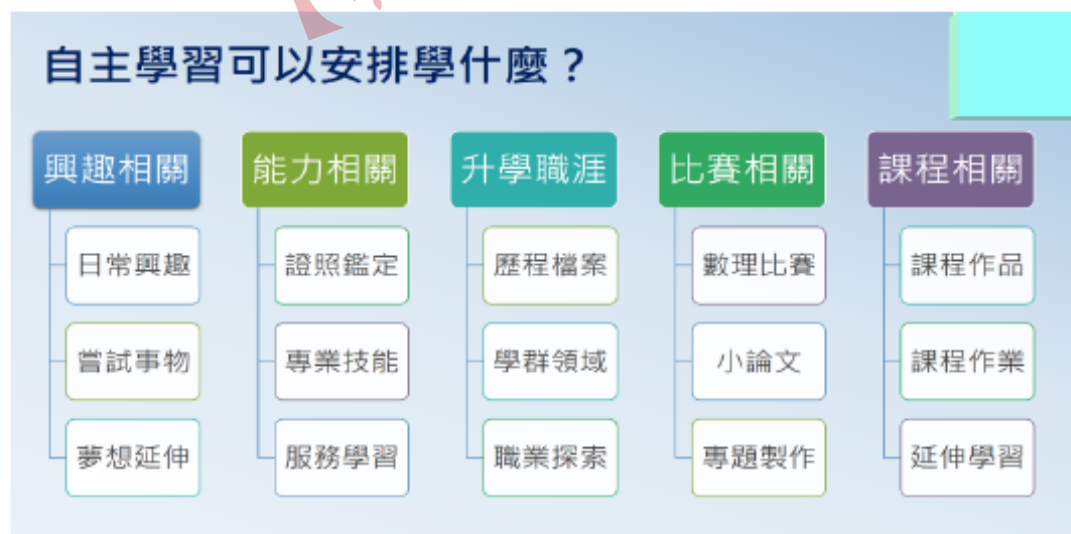 自主學習可以安排學什麼？
興趣相關
日常興趣
嘗試事物
夢想延伸
能力相關
證照鑑定
專業技能
服務學習
升學職涯
歷程檔案
學群領域
職業探索
比賽相關
數理比賽
小論文
專題製作
課程相關
課程作品
課程作業
延伸學習